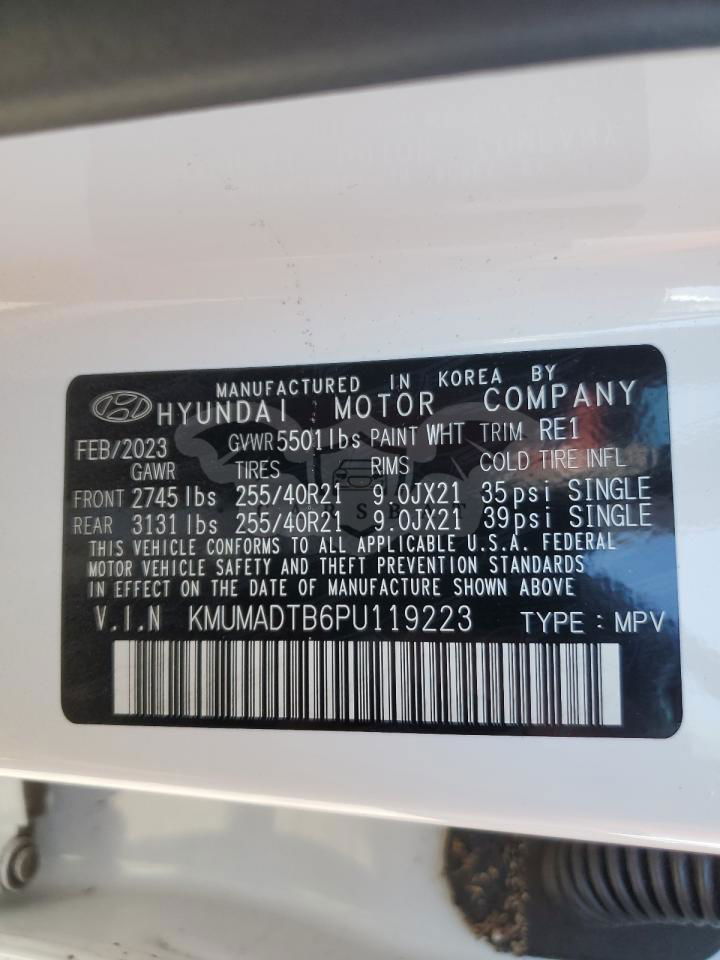 MANUFACTURED IN KOREA BY
HYUNDAI MOTOR COMPANY
FEB/2023 GVWR 5501 lbs PAINT WHT TRIM RE1
GAWR TIRES RIMS COLD TIRE INFL
FRONT 2745 lbs 255/40R21 9.0JX21 35psi SINGLE
REAR 3131 lbs 255/40R21 9.0JX21 39psi SINGLE
THIS VEHICLE CONFORMS TO ALL APPLICABLE U.S.A. FEDERAL
MOTOR VEHICLE SAFETY AND THEFT PREVENTION STANDARDS
IN EFFECT ON THE DATE OF MANUFACTURE SHOWN ABOVE
V.I.N KMUMADTB6PU119223 TYPE : MPV